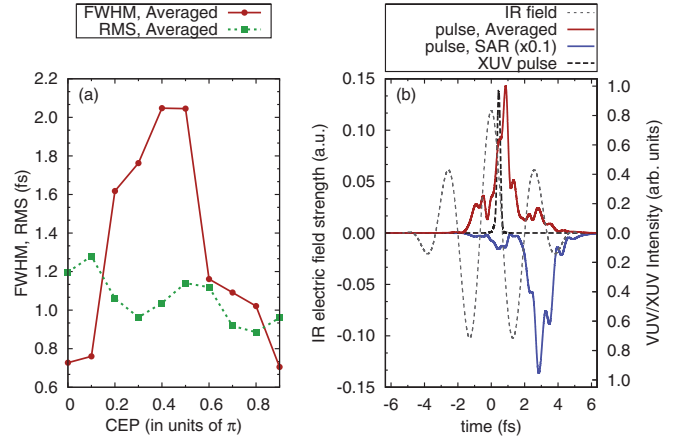 FWHM, Averaged
RMS, Averaged
IR field
pulse, Averaged
pulse, SAR (x0.1)
XUV pulse
(a)
FWHM, RMS (fs)
2.2
2.0
1.8
1.6
1.4
1.2
1.0
0.8
0.6
0 0.2 0.4 0.6 0.8
CEP (in units of π)
(b)
IR electric field strength (a.u.)
0.15
0.10
0.05
0.00
-0.05
-0.10
-0.15
-6 -4 -2 0 2 4 6
time (fs)
1.0
0.8
0.6
0.4
0.2
0.0
0.2
0.4
0.6
0.8
1.0
VUV/XUV Intensity (arb. units)